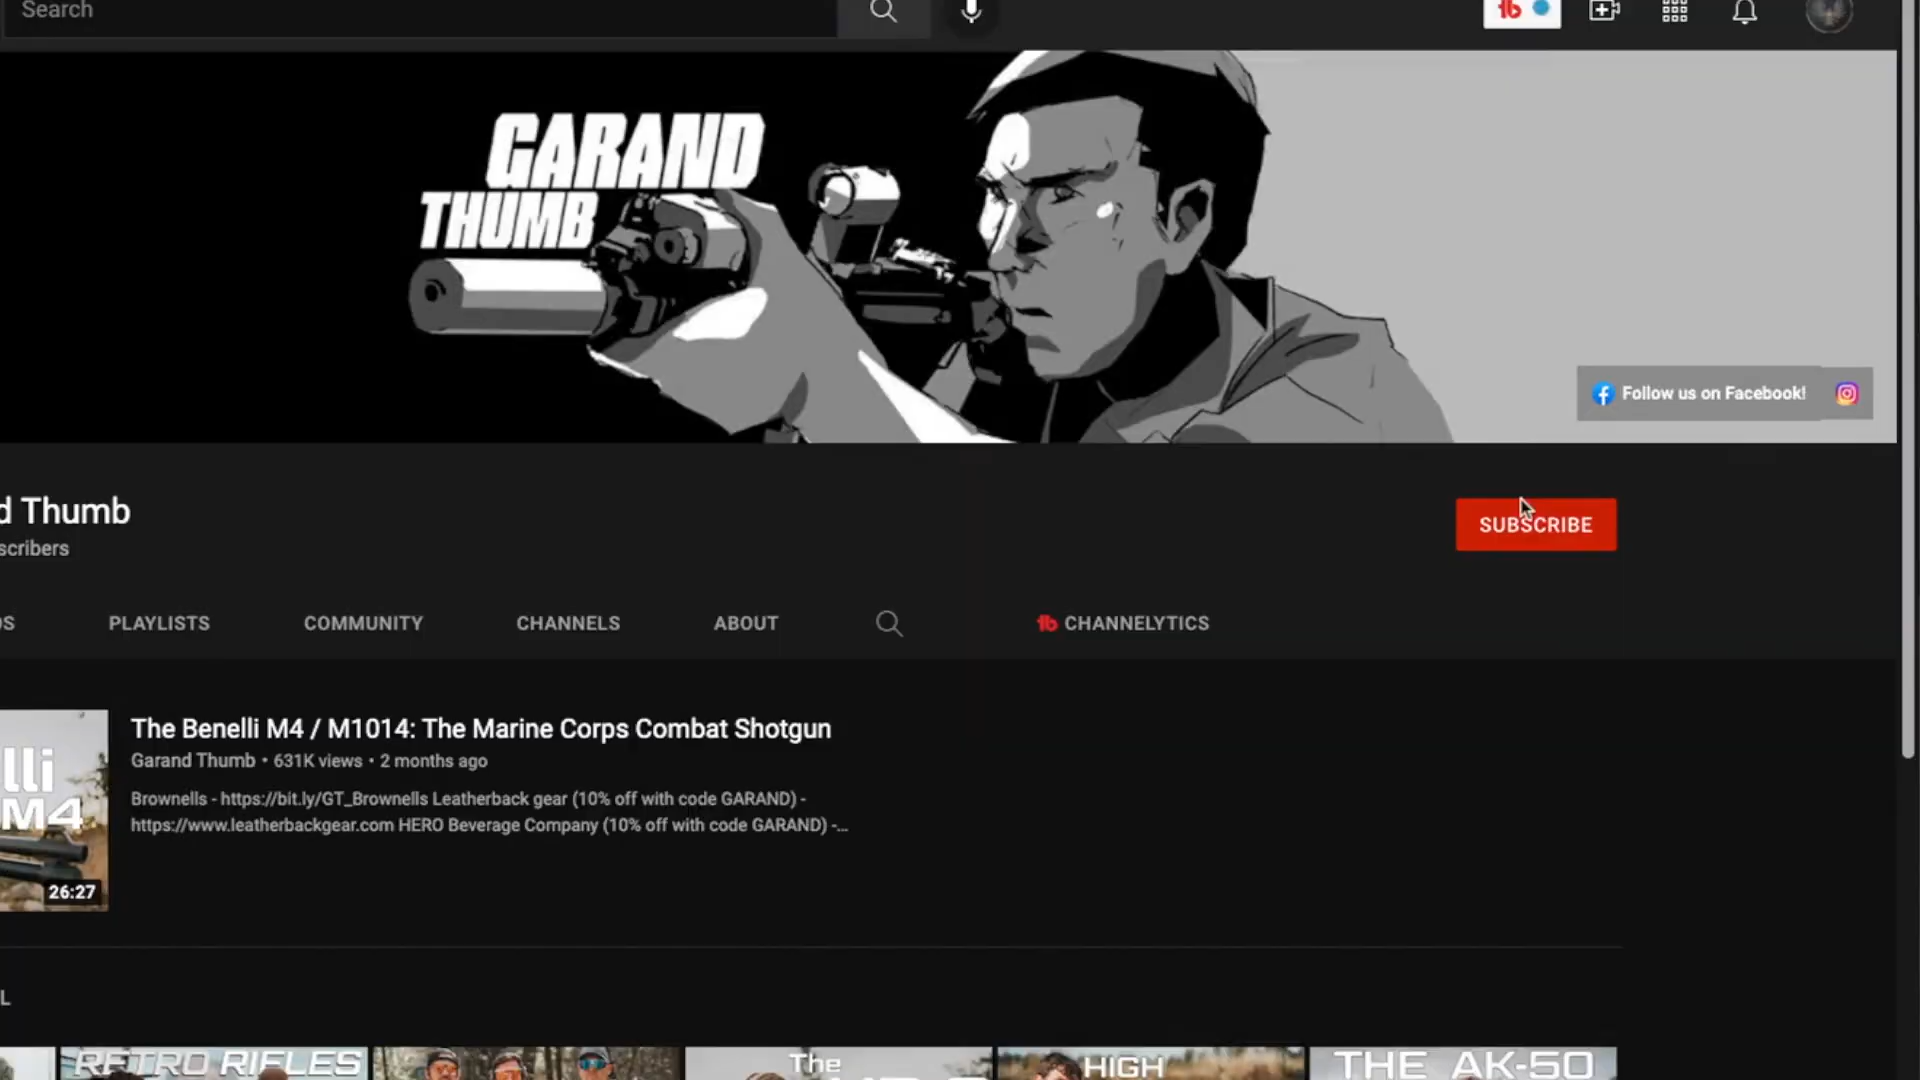 Search
GARAND
THUMB
Follow us on Facebook!
d Thumb
scribers
SUBSCRIBE
OS
PLAYLISTS
COMMUNITY
CHANNELS
ABOUT
CHANNELYTICS
lli
M4
26:27
The Benelli M4 / M1014: The Marine Corps Combat Shotgun
Garand Thumb • 631K views • 2 months ago
Brownells - https://bit.ly/GT_Brownells Leatherback gear (10% off with code GARAND) -
https://www.leatherbackgear.com HERO Beverage Company (10% off with code GARAND) -...
L
RETRO RIFLES
The
HIGH
THE AK-50